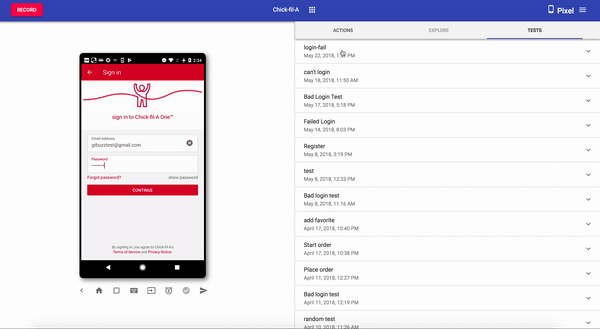 RECORD
Chick-fil-A
Pixel
2:34
Sign in
sign in to Chick-fil-A One™
Email Address
gtbuzztest@gmail.com
Password
Forgot password?
show password
CONTINUE
By signing in, you agree to Chick-fil-A's
Terms of Service and Privacy Notice.
ACTIONS
EXPLORE
TESTS
login-fail
May 22, 2018,
can't login
May 18, 2018, 11:50 AM
Bad Login Test
May 17, 2018, 5:18 PM
Failed Login
May 14, 2018, 8:03 PM
Register
May 8, 2018, 3:19 PM
test
May 8, 2018, 12:33 PM
Bad login test
May 8, 2018, 11:16 AM
add favorite
April 17, 2018, 10:40 PM
Start order
April 17, 2018, 10:38 PM
Place order
April 11, 2018, 12:27 PM
Bad login test
April 11, 2018, 12:19 PM
random test
April 10, 2018, 11:26 AM